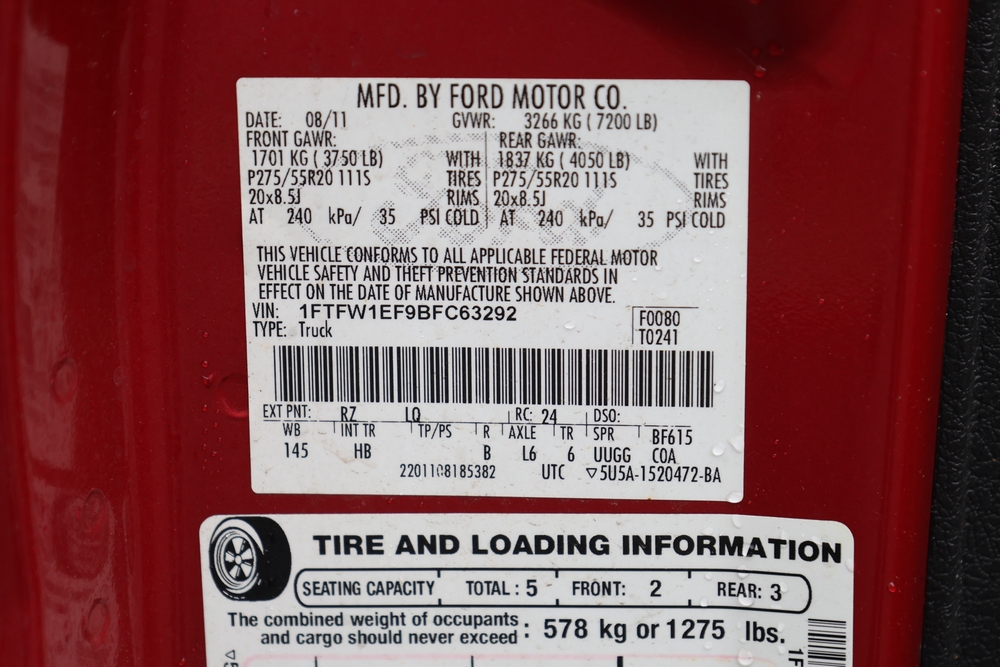 MFD. BY FORD MOTOR CO.
DATE: 08/11 GVWR: 3266 KG ( 7200 LB)
FRONT GAWR: REAR GAWR:
1701 KG ( 3750 LB) WITH 1837 KG ( 4050 LB) WITH
P275/55R20 111S TIRES P275/55R20 111S TIRES
20x8.5J RIMS 20x8.5J RIMS
AT 240 kPa/ 35 PSI COLD AT 240 kPa/ 35 PSI COLD
THIS VEHICLE CONFORMS TO ALL APPLICABLE FEDERAL MOTOR
VEHICLE SAFETY AND THEFT PREVENTION STANDARDS IN
EFFECT ON THE DATE OF MANUFACTURE SHOWN ABOVE.
VIN: 1FTFW1EF9BFC63292 F0080
TYPE: Truck T0241
EXT PNT: RZ LQ RC: 24 DSO:
WB INT TR TP/PS R AXLE TR SPR BF615
145 HB B L6 6 UUGG COA
2201108185382 UTC ▽5U5A-1520472-BA
TIRE AND LOADING INFORMATION
SEATING CAPACITY TOTAL : 5 FRONT: 2 REAR: 3
The combined weight of occupants
and cargo should never exceed : 578 kg or 1275 lbs.